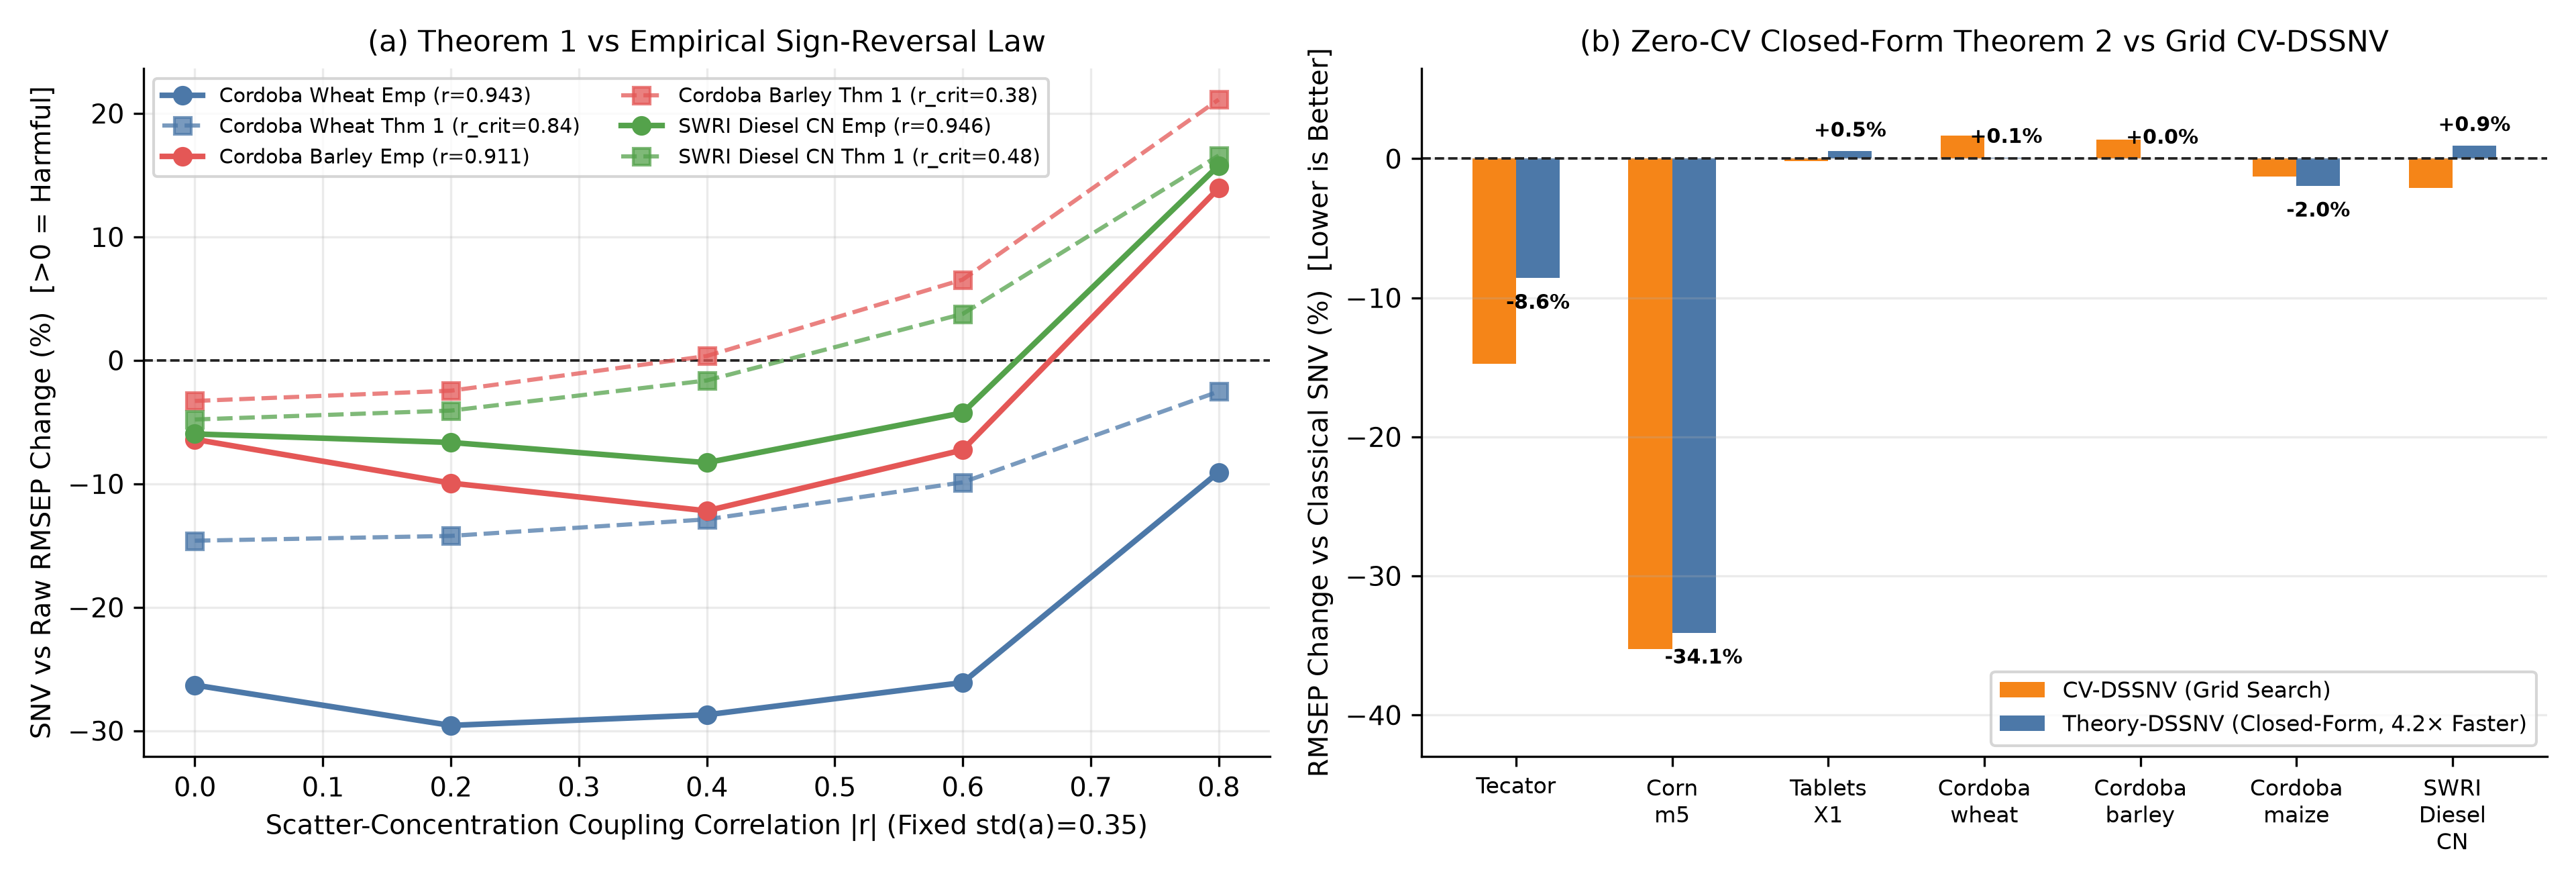 (a) Theorem 1 vs Empirical Sign-Reversal Law
SNV vs Raw RMSEP Change (%)  [>0 = Harmful]
20
10
0
−10
−20
−30
Cordoba Wheat Emp (r=0.943)
Cordoba Wheat Thm 1 (r_crit=0.84)
Cordoba Barley Emp (r=0.911)
Cordoba Barley Thm 1 (r_crit=0.38)
SWRI Diesel CN Emp (r=0.946)
SWRI Diesel CN Thm 1 (r_crit=0.48)
0.0 0.1 0.2 0.3 0.4 0.5 0.6 0.7 0.8
Scatter-Concentration Coupling Correlation |r| (Fixed std(a)=0.35)
(b) Zero-CV Closed-Form Theorem 2 vs Grid CV-DSSNV
RMSEP Change vs Classical SNV (%)  [Lower is Better]
0
−10
−20
−30
−40
-8.6%
-34.1%
+0.5%
+0.1%
+0.0%
-2.0%
+0.9%
CV-DSSNV (Grid Search)
Theory-DSSNV (Closed-Form, 4.2× Faster)
Tecator
Corn
m5
Tablets
X1
Cordoba
wheat
Cordoba
barley
Cordoba
maize
SWRI
Diesel
CN